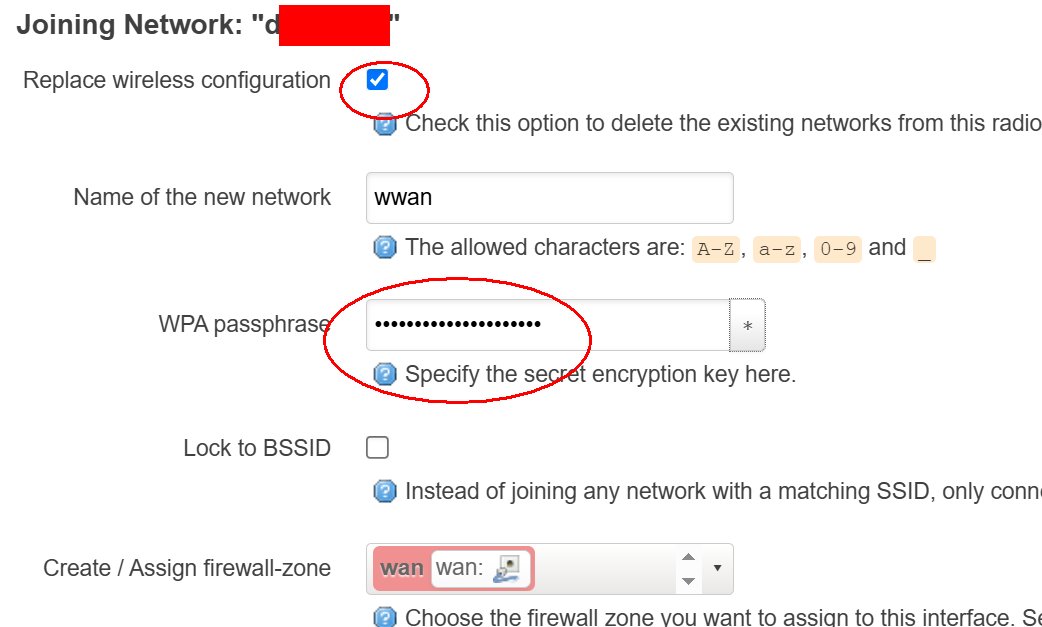 Joining Network: "d"
Replace wireless configuration
Check this option to delete the existing networks from this radio
Name of the new network
wwan
The allowed characters are: A-Z, a-z, 0-9 and _
WPA passphrase
•••••••••••••••••••••
*
Specify the secret encryption key here.
Lock to BSSID
Instead of joining any network with a matching SSID, only
Create / Assign firewall-zone
wan wan:
Choose the firewall zone you want to assign to this interface.